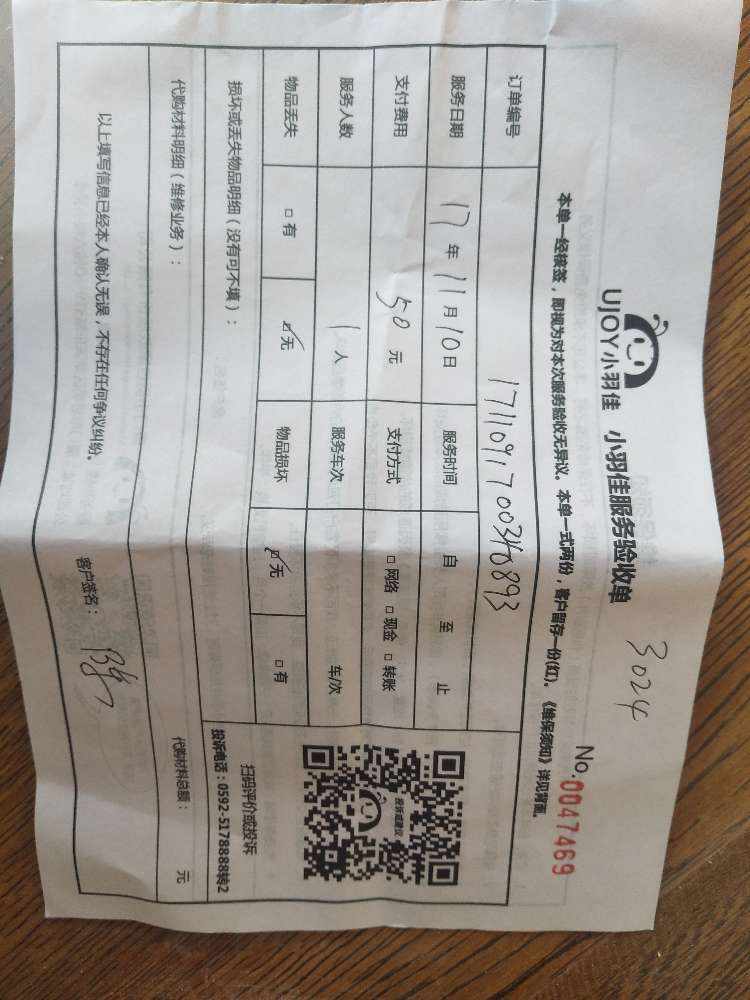 3024
UJOY小羽佳 小羽佳服务验收单
No.0047469
本单一经核签，即视为对本次服务验收无异议。本单一式两份，客户留存一份(红)。《维保须知》详见背面。
订单编号
服务日期 17年11月10日 服务时间 自 至 止
支付费用 50元 支付方式 □网络 □现金 □转账
服务人数 1人 服务车次 车/次
物品丢失 □有 ☑无 物品损坏 ☑无 □有
投诉或建议
扫码评价或投诉
投诉电话：0592-5178888转2
损坏或丢失物品明细（没有可不填）：
代购材料明细（维修业务）： 代购材料总额： 元
以上填写信息已经本人确认无误，不存在任何争议纠纷。 客户签名：